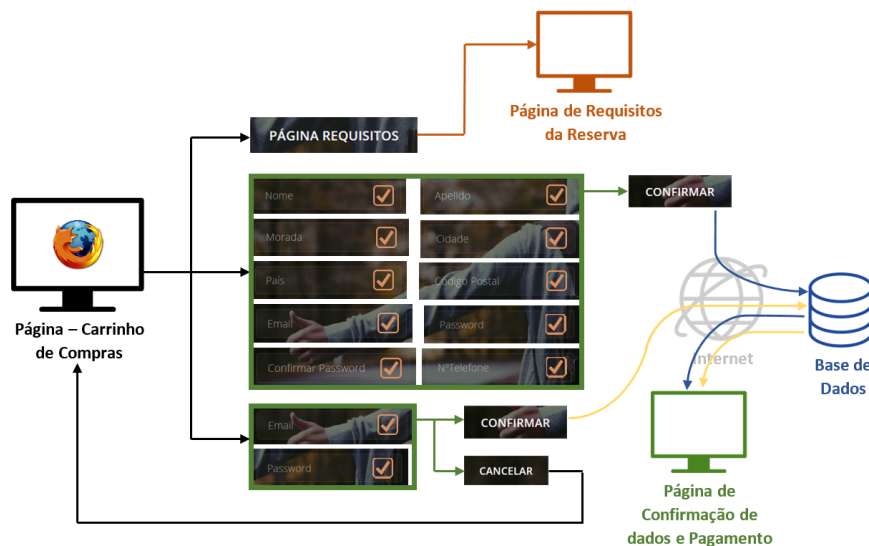 Página de Requisitos
da Reserva
PÁGINA REQUISITOS
Nome
Apelido
CONFIRMAR
Morada
Cidade
País
Código Postal
Email
Password
Confirmar Password
NºTelefone
Internet
Página – Carrinho
de Compras
Base de
Dados
Email
CONFIRMAR
Password
CANCELAR
Página de
Confirmação de
dados e Pagamento